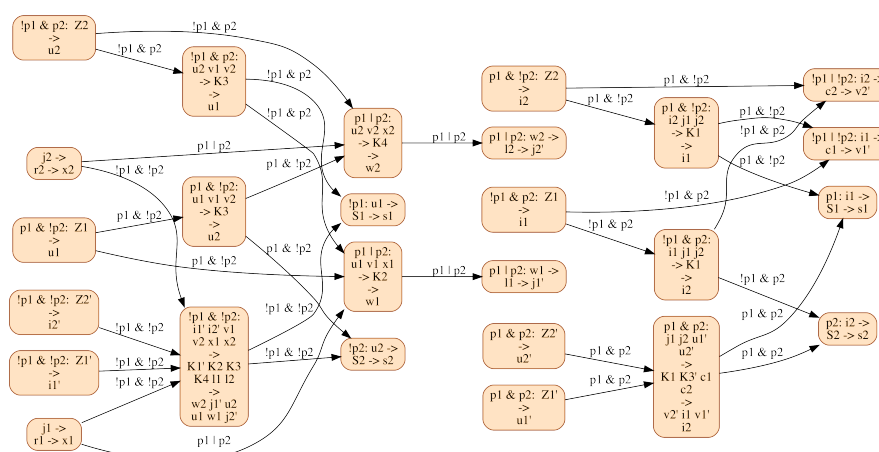 !p1 & p2:  Z2
->
u2
!p1 & p2
!p1 & p2
!p1 & p2:
u2 v1 v2
-> K3
->
u1
!p1 & p2
!p1 & p2
p1 | p2:
u2 v2 x2
-> K4
->
w2
p1 | p2
p1 | p2: w2 ->
l2 -> j2'
j2 ->
r2 -> x2
p1 | p2
!p1 & !p2
p1 & !p2:
u1 v1 v2
-> K3
->
u2
p1 & !p2
p1 & !p2
!p1: u1 ->
S1 -> s1
p1 & !p2:  Z1
->
u1
p1 & !p2
p1 & !p2
p1 | p2:
u1 v1 x1
-> K2
->
w1
p1 | p2
p1 | p2: w1 ->
l1 -> j1'
!p1 & !p2:  Z2'
->
i2'
!p1 & !p2
!p1 & !p2:  Z1'
->
i1'
!p1 & !p2
!p1 & !p2
!p1 & !p2:
i1' i2' v1
v2 x1 x2
->
K1' K2 K3
K4 l1 l2
->
w2 j1' u2
u1 w1 j2'
!p1 & !p2
!p1 & !p2
!p2: u2 ->
S2 -> s2
j1 ->
r1 -> x1
p1 | p2
p1 & !p2:  Z2
->
i2
p1 & !p2
p1 & !p2
p1 & !p2:
i2 j1 j2
-> K1
->
i1
p1 & !p2
p1 & !p2
!p1 | !p2: i2 ->
c2 -> v2'
!p1 | !p2: i1 ->
c1 -> v1'
!p1 & p2:  Z1
->
i1
!p1 & p2
!p1 & p2
!p1 & p2:
i1 j1 j2
-> K1
->
i2
!p1 & p2
!p1 & p2
p1: i1 ->
S1 -> s1
p2: i2 ->
S2 -> s2
p1 & p2:  Z2'
->
u2'
p1 & p2
p1 & p2:  Z1'
->
u1'
p1 & p2
p1 & p2:
j1 j2 u1'
u2'
->
K1 K3' c1
c2
->
v2' i1 v1'
i2
p1 & p2
p1 & p2